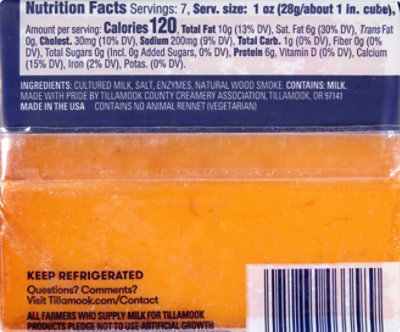 Nutrition Facts Servings: 7, Serv. size: 1 oz (28g/about 1 in. cube),
Amount per serving: Calories 120, Total Fat 10g (13% DV), Sat. Fat 6g (30% DV), Trans Fat
0g, Cholest. 30mg (10% DV), Sodium 200mg (9% DV), Total Carb. 1g (0% DV), Fiber 0g (0%
DV), Total Sugars 0g (Incl. 0g Added Sugars, 0% DV), Protein 6g, Vitamin D (0% DV), Calcium
(15% DV), Iron (2% DV), Potas. (0% DV).
INGREDIENTS: CULTURED MILK, SALT, ENZYMES, NATURAL WOOD SMOKE. CONTAINS: MILK.
MADE WITH PRIDE BY TILLAMOOK COUNTY CREAMERY ASSOCIATION, TILLAMOOK, OR 97141
MADE IN THE USA CONTAINS NO ANIMAL RENNET (VEGETARIAN)
KEEP REFRIGERATED
Questions? Comments?
Visit Tillamook.com/Contact
ALL FARMERS WHO SUPPLY MILK FOR TILLAMOOK
PRODUCTS PLEDGE NOT TO USE ARTIFICIAL GROWTH